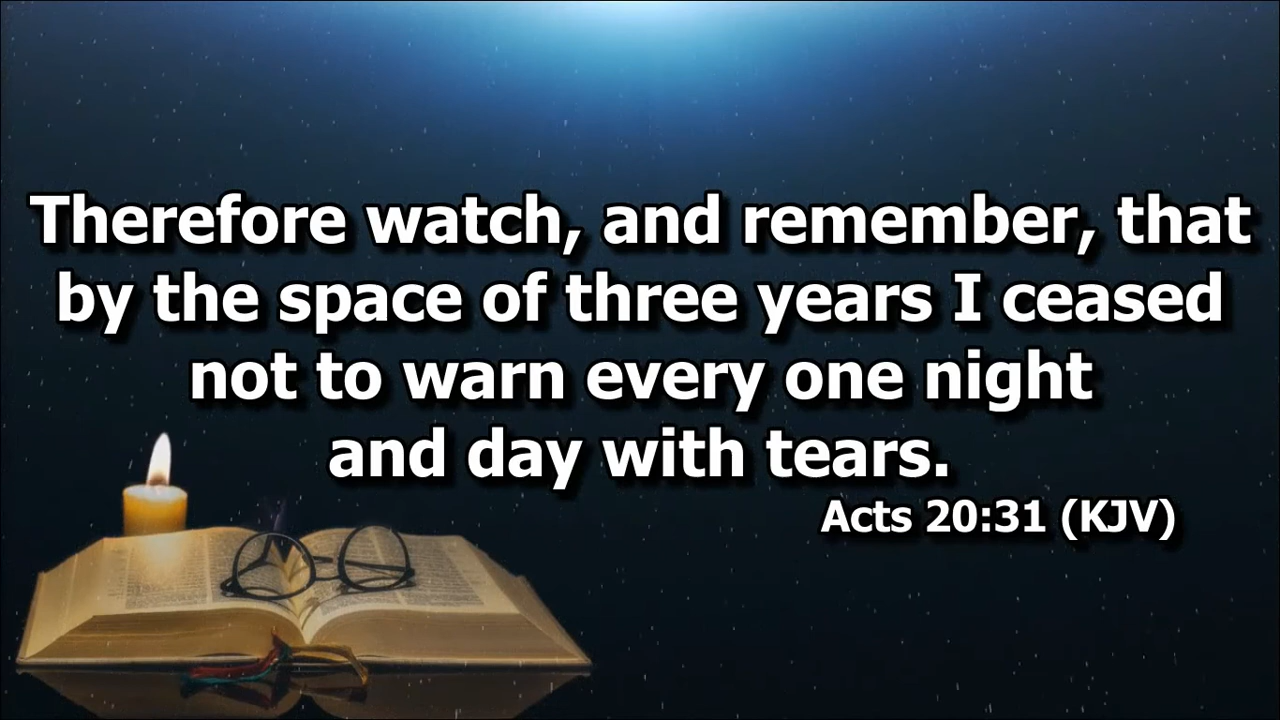 Therefore watch, and remember, that
by the space of three years I ceased
not to warn every one night
and day with tears.
Acts 20:31 (KJV)